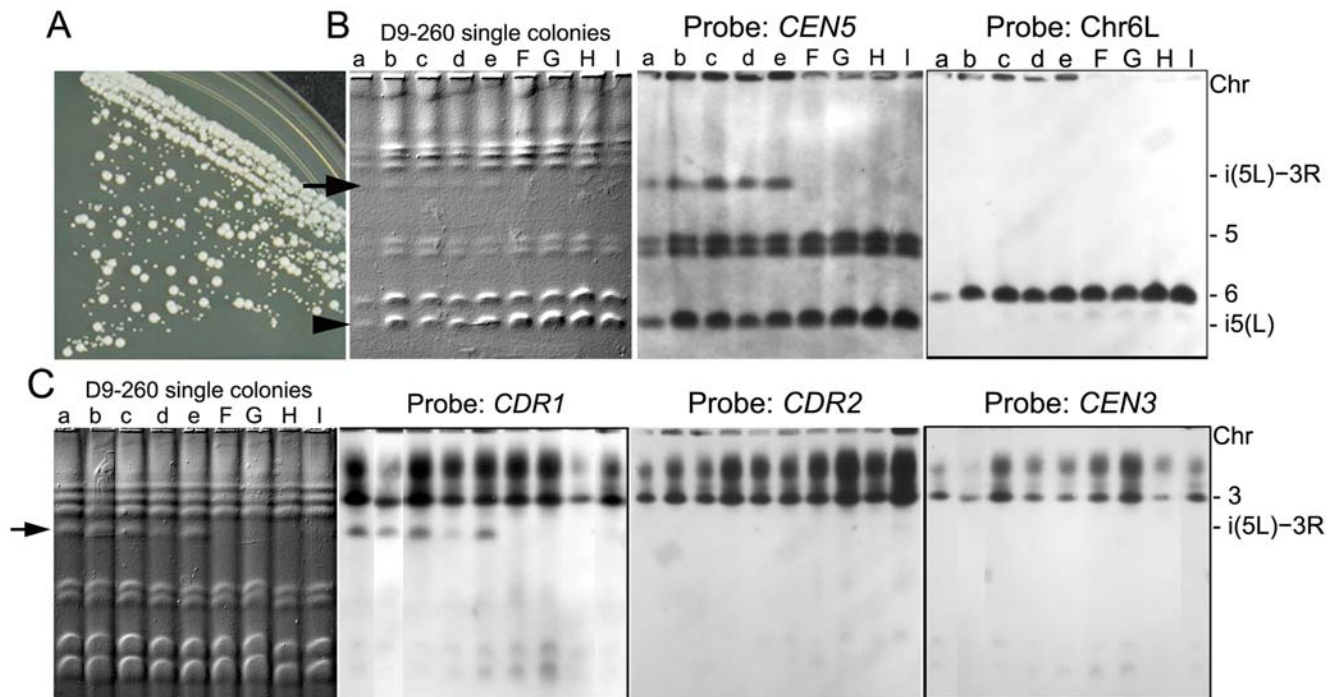 A
B
D9-260 single colonies
a b c d e F G H I
Probe: CEN5
a b c d e F G H I
Probe: Chr6L
a b c d e F G H I
Chr
- i(5L)–3R
- 5
- 6
- i5(L)
C
D9-260 single colonies
a b c d e F G H I
Probe: CDR1
Probe: CDR2
Probe: CEN3
Chr
- 3
- i(5L)–3R